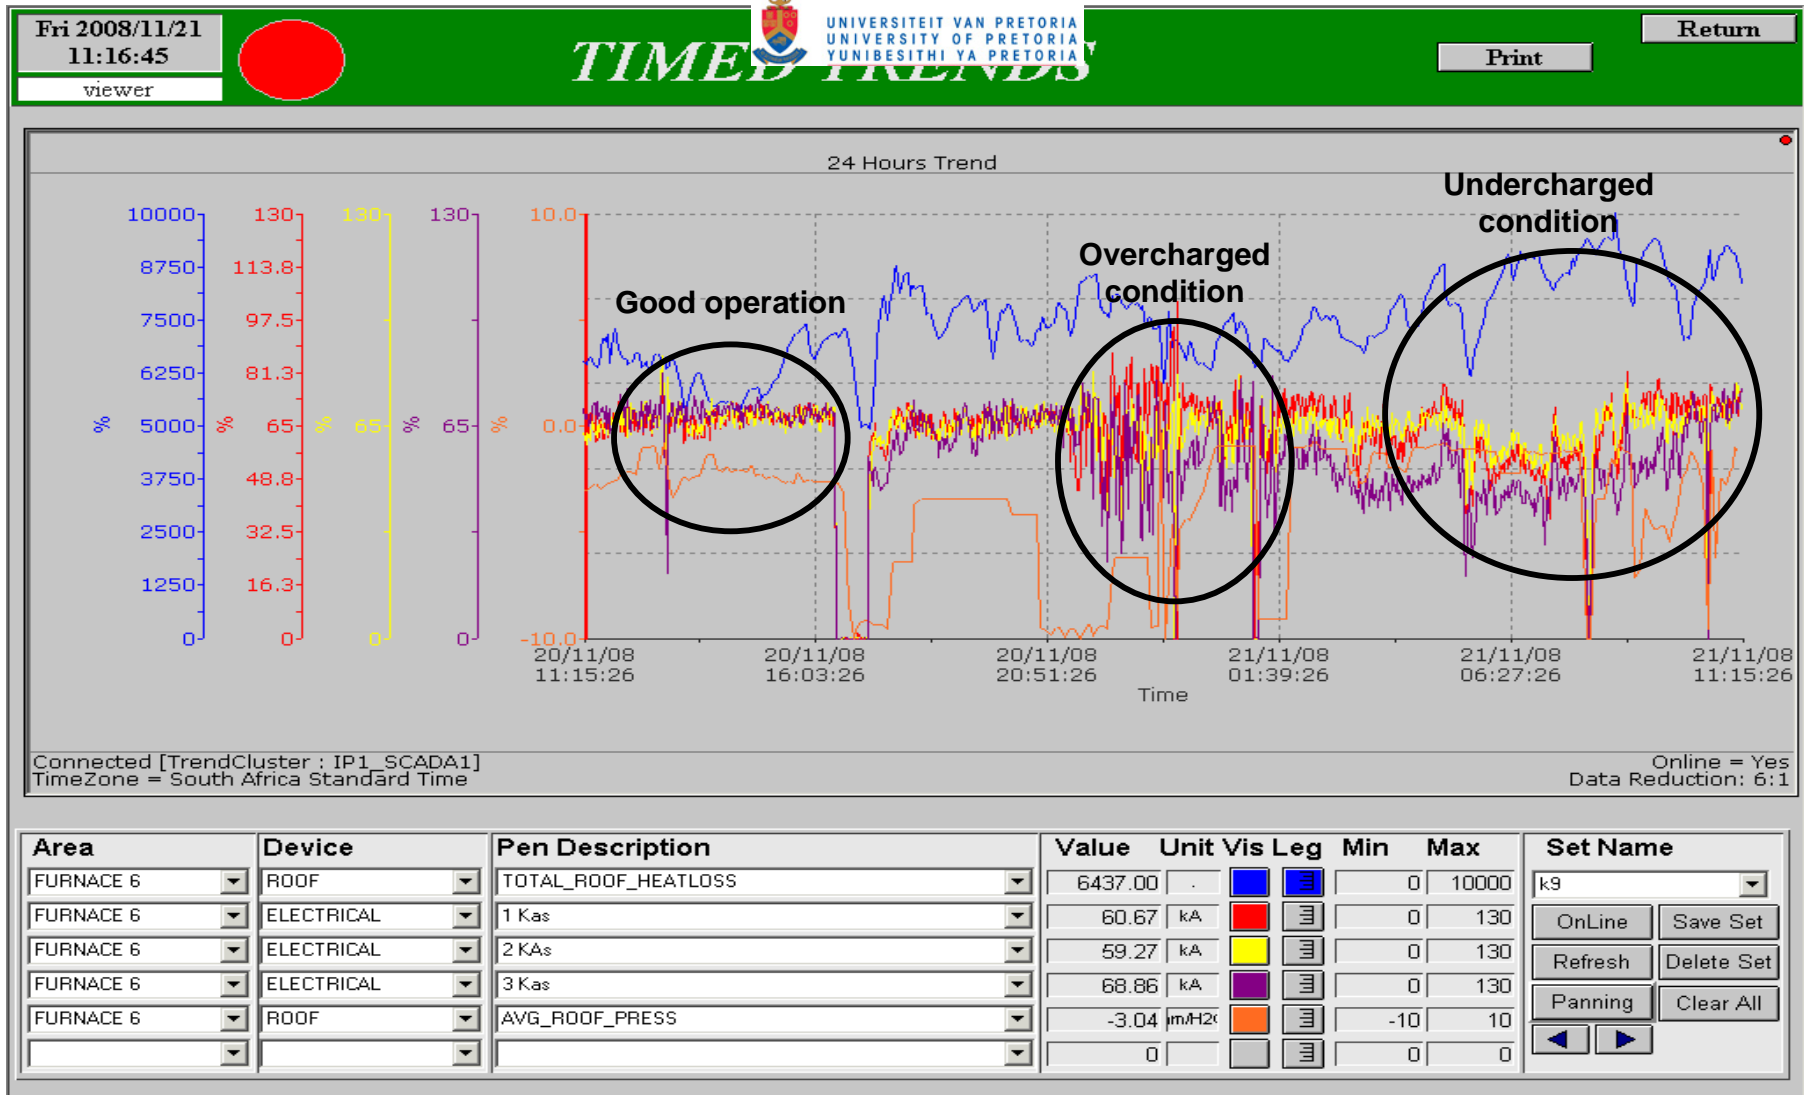 Fri 2008/11/21
11:16:45
viewer
TIMED TRENDS
UNIVERSITEIT VAN PRETORIA
UNIVERSITY OF PRETORIA
YUNIBESITHI YA PRETORIA
Print
Return
24 Hours Trend
Good operation
Overcharged
condition
Undercharged
condition
10000 130 130 130 10.0
8750 113.8
7500 97.5
6250 81.3
% 5000 % 65 % 65 % 65 % 0.0
3750 48.8
2500 32.5
1250 16.3
0 0 0 0 -10.0
20/11/08 20/11/08 20/11/08 21/11/08 21/11/08 21/11/08
11:15:26 16:03:26 20:51:26 01:39:26 06:27:26 11:15:26
Time
Connected [TrendCluster : IP1_SCADA1] Online = Yes
TimeZone = South Africa Standard Time Data Reduction: 6:1
Area Device Pen Description Value Unit Vis Leg Min Max Set Name
FURNACE 6 ROOF TOTAL_ROOF_HEATLOSS 6437.00 . 0 10000 k9
FURNACE 6 ELECTRICAL 1 Kas 60.67 kA 0 130 OnLine Save Set
FURNACE 6 ELECTRICAL 2 KAs 59.27 kA 0 130 Refresh Delete Set
FURNACE 6 ELECTRICAL 3 Kas 68.86 kA 0 130 Panning Clear All
FURNACE 6 ROOF AVG_ROOF_PRESS -3.04 -10 10
0 0 0